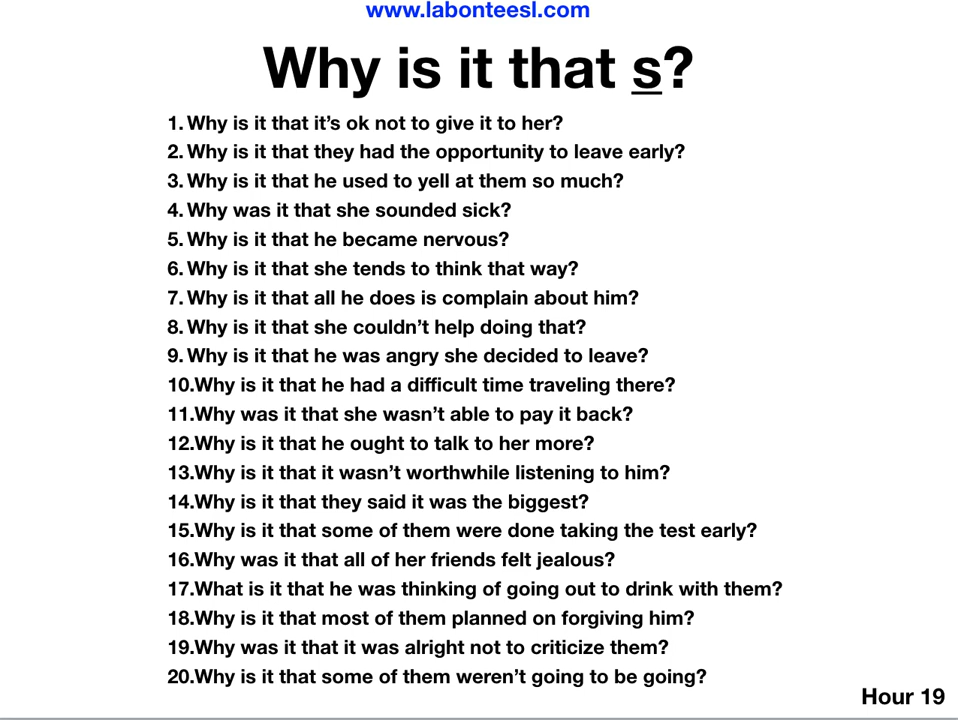 www.labonteesl.com
Why is it that s?
1. Why is it that it's ok not to give it to her?
2. Why is it that they had the opportunity to leave early?
3. Why is it that he used to yell at them so much?
4. Why was it that she sounded sick?
5. Why is it that he became nervous?
6. Why is it that she tends to think that way?
7. Why is it that all he does is complain about him?
8. Why is it that she couldn't help doing that?
9. Why is it that he was angry she decided to leave?
10.Why is it that he had a difficult time traveling there?
11.Why was it that she wasn't able to pay it back?
12.Why is it that he ought to talk to her more?
13.Why is it that it wasn't worthwhile listening to him?
14.Why is it that they said it was the biggest?
15.Why is it that some of them were done taking the test early?
16.Why was it that all of her friends felt jealous?
17.What is it that he was thinking of going out to drink with them?
18.Why is it that most of them planned on forgiving him?
19.Why was it that it was alright not to criticize them?
20.Why is it that some of them weren't going to be going?
Hour 19